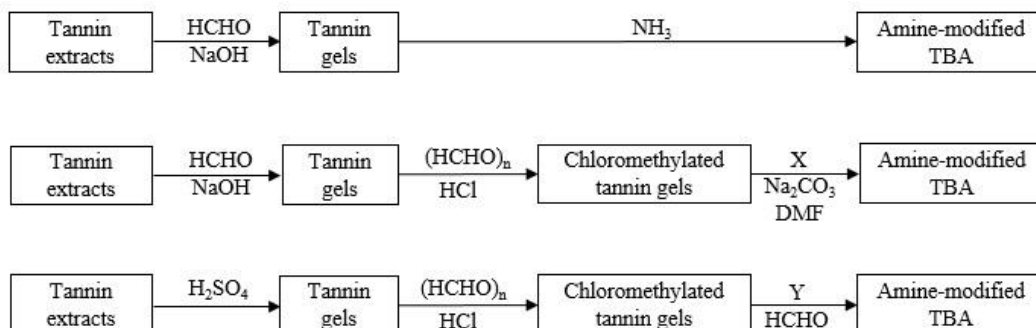 Tannin extracts
HCHO
NaOH
Tannin gels
NH₃
Amine-modified TBA
Tannin extracts
HCHO
NaOH
Tannin gels
(HCHO)ₙ
HCl
Chloromethylated tannin gels
X
Na₂CO₃
DMF
Amine-modified TBA
Tannin extracts
H₂SO₄
Tannin gels
(HCHO)ₙ
HCl
Chloromethylated tannin gels
Y
HCHO
Amine-modified TBA